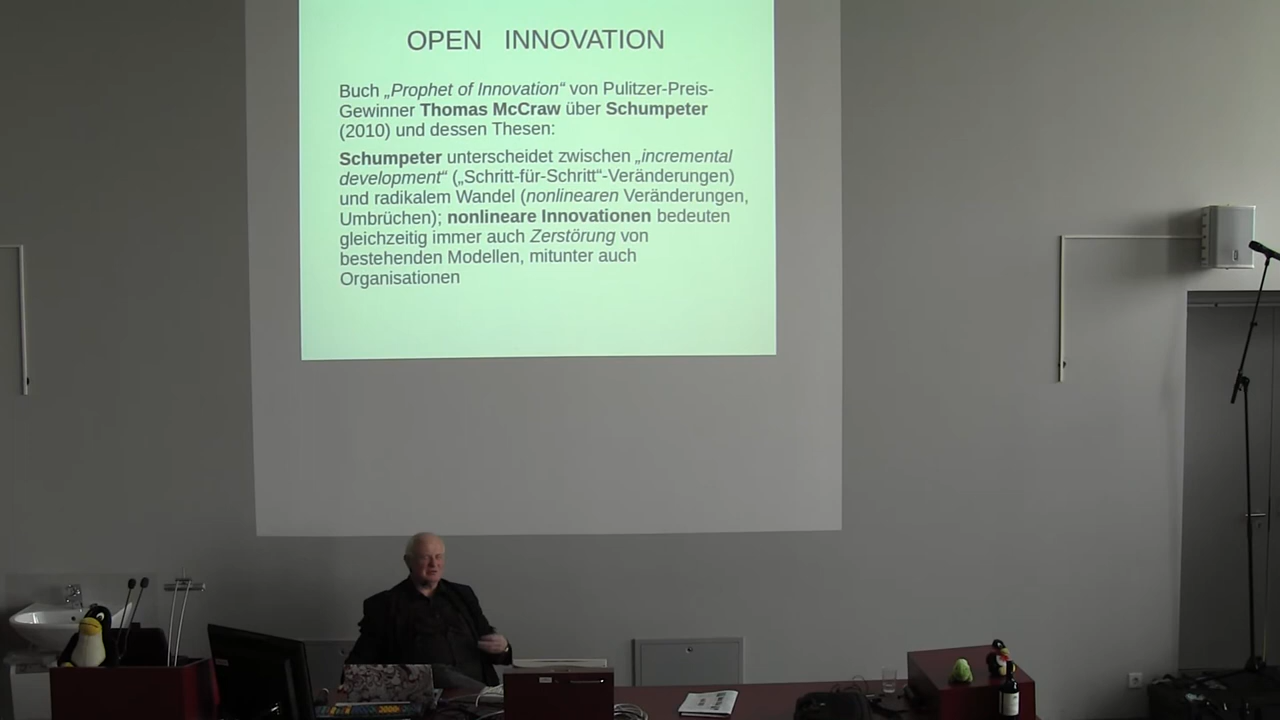 OPEN INNOVATION
Buch „Prophet of Innovation“ von Pulitzer-Preis-
Gewinner Thomas McCraw über Schumpeter
(2010) und dessen Thesen:
Schumpeter unterscheidet zwischen „incremental
development“ („Schritt-für-Schritt“-Veränderungen)
und radikalem Wandel (nonlinearen Veränderungen,
Umbrüchen); nonlineare Innovationen bedeuten
gleichzeitig immer auch Zerstörung von
bestehenden Modellen, mitunter auch
Organisationen